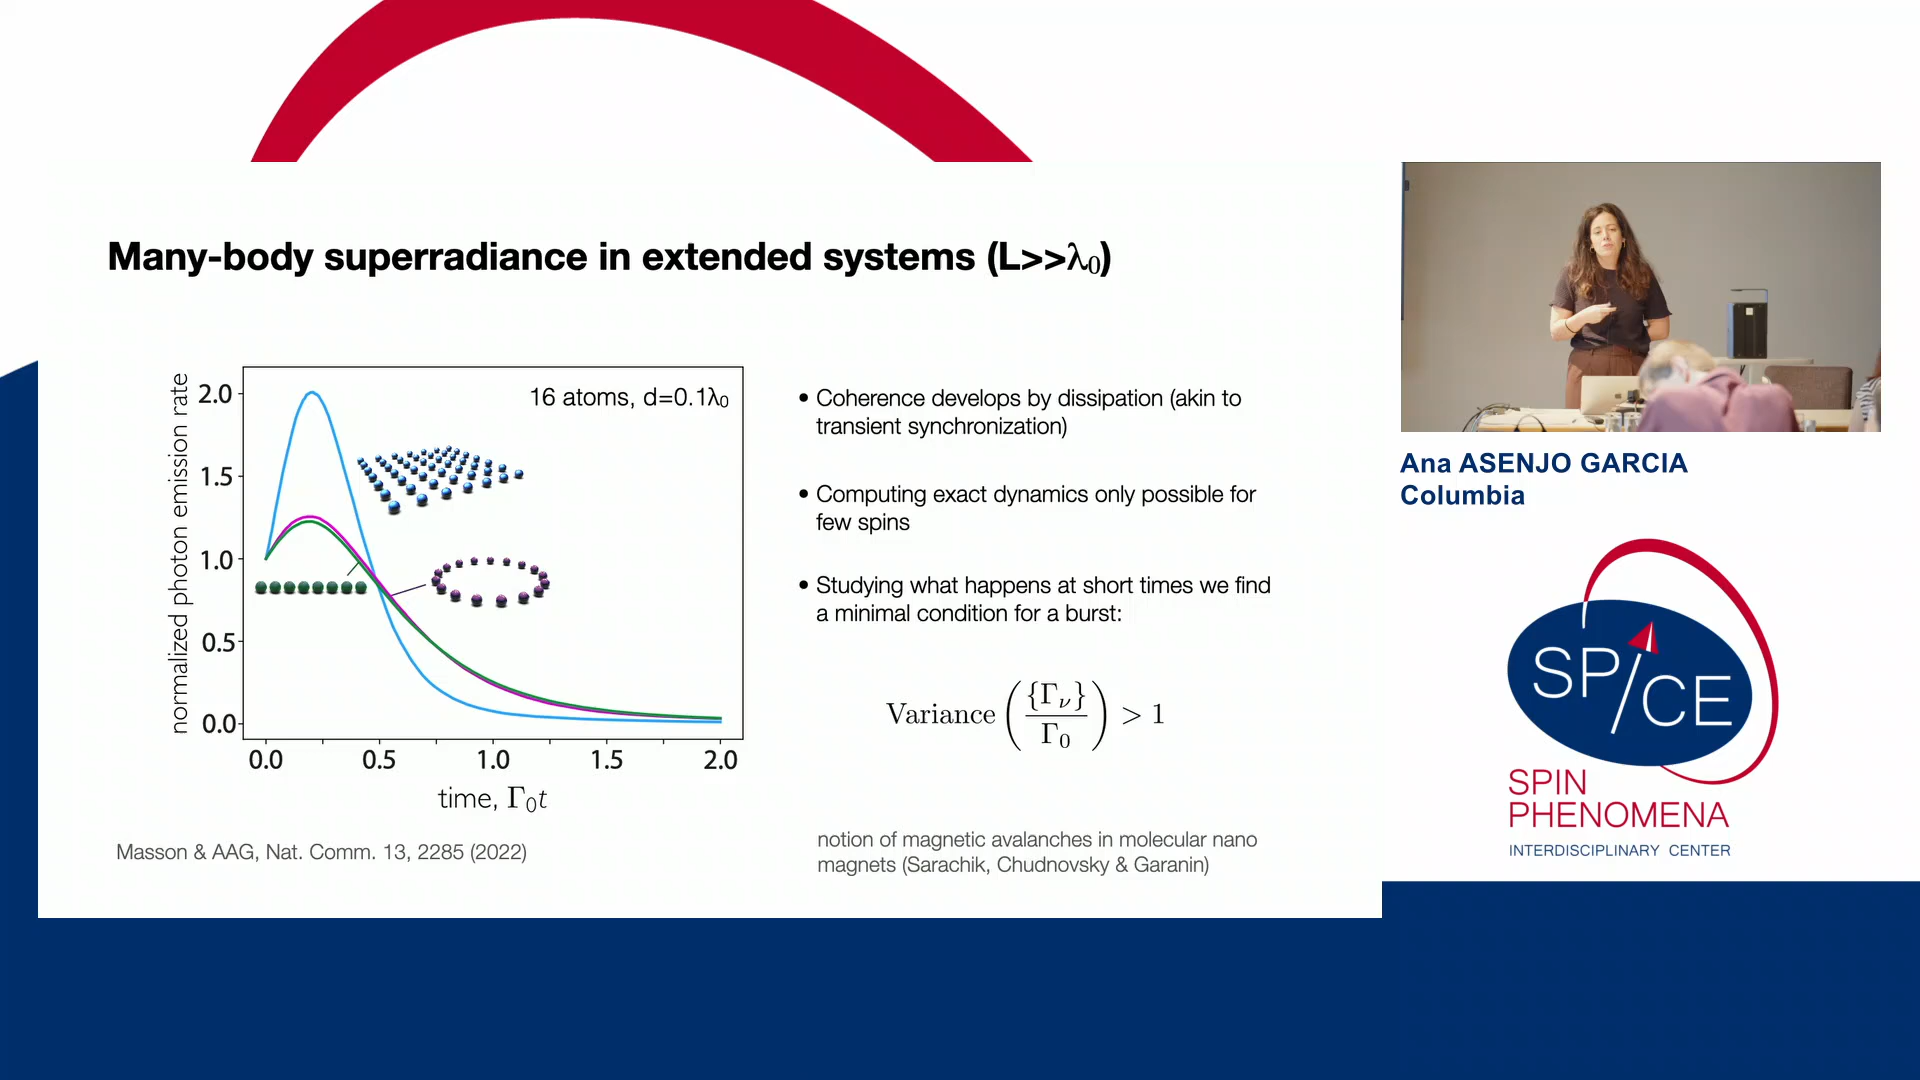 Many-body superradiance in extended systems (L>>λ0)
normalized photon emission rate
2.0
1.5
1.0
0.5
0.0
16 atoms, d=0.1λ0
0.0 0.5 1.0 1.5 2.0
time, Γ0t
Masson & AAG, Nat. Comm. 13, 2285 (2022)
• Coherence develops by dissipation (akin to
transient synchronization)
• Computing exact dynamics only possible for
few spins
• Studying what happens at short times we find
a minimal condition for a burst:
Variance ({Γν}/Γ0) > 1
notion of magnetic avalanches in molecular nano
magnets (Sarachik, Chudnovsky & Garanin)
Ana ASENJO GARCIA
Columbia
SP/CE
SPIN
PHENOMENA
INTERDISCIPLINARY CENTER